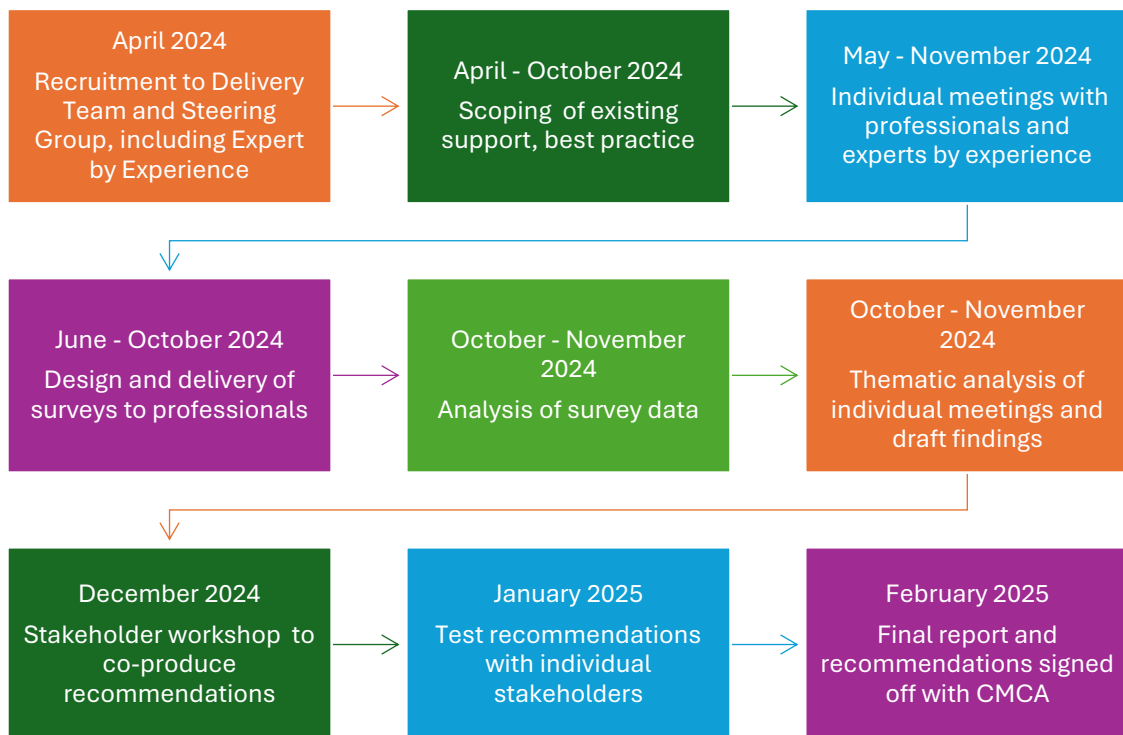 April 2024
Recruitment to Delivery
Team and Steering
Group, including Expert
by Experience
April - October 2024
Scoping of existing
support, best practice
May - November 2024
Individual meetings with
professionals and
experts by experience
June - October 2024
Design and delivery of
surveys to professionals
October - November
2024
Analysis of survey data
October - November
2024
Thematic analysis of
individual meetings and
draft findings
December 2024
Stakeholder workshop to
co-produce
recommendations
January 2025
Test recommendations
with individual
stakeholders
February 2025
Final report and
recommendations signed
off with CMCA